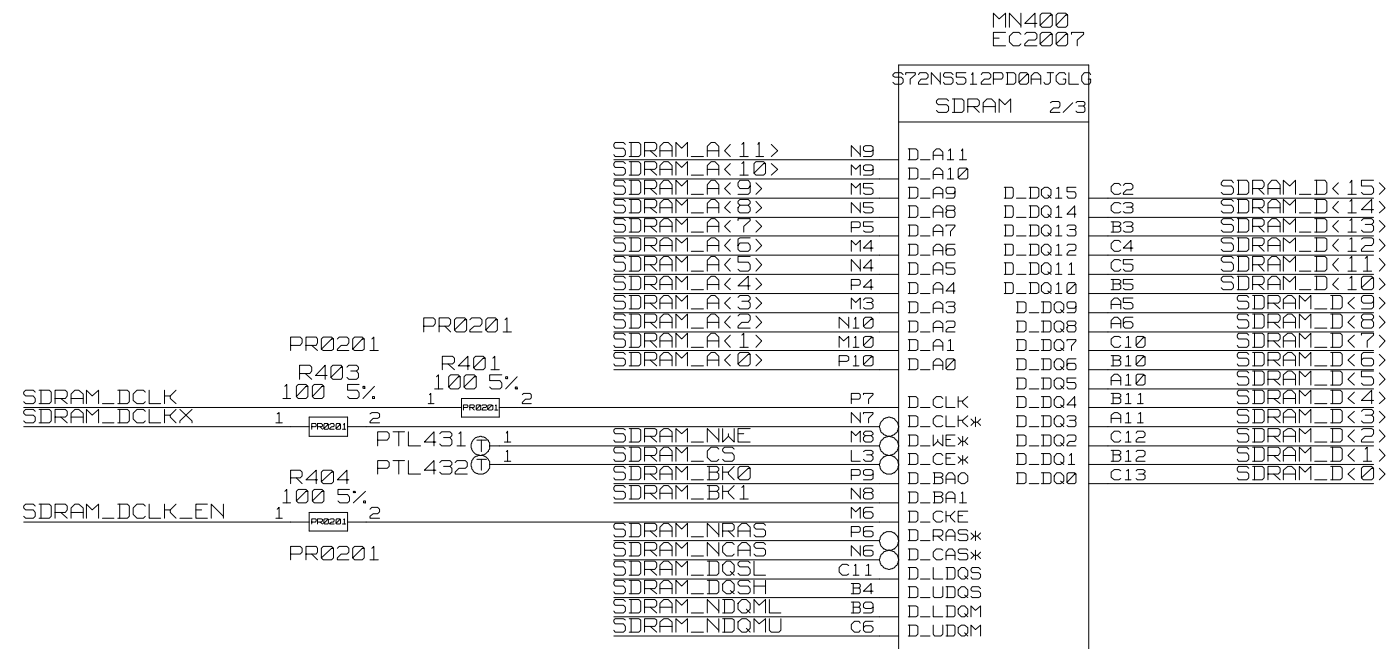 MN400
EC2007
S72NS512PD0AJGLG
SDRAM 2/3
SDRAM_A<11> N9 D_A11
SDRAM_A<10> M9 D_A10
SDRAM_A<9> M5 D_A9 D_DQ15 C2 SDRAM_D<15>
SDRAM_A<8> N5 D_A8 D_DQ14 C3 SDRAM_D<14>
SDRAM_A<7> P5 D_A7 D_DQ13 B3 SDRAM_D<13>
SDRAM_A<6> M4 D_A6 D_DQ12 C4 SDRAM_D<12>
SDRAM_A<5> N4 D_A5 D_DQ11 C5 SDRAM_D<11>
SDRAM_A<4> P4 D_A4 D_DQ10 B5 SDRAM_D<10>
SDRAM_A<3> M3 D_A3 D_DQ9 A5 SDRAM_D<9>
SDRAM_A<2> N10 D_A2 D_DQ8 A6 SDRAM_D<8>
SDRAM_A<1> M10 D_A1 D_DQ7 C10 SDRAM_D<7>
SDRAM_A<0> P10 D_A0 D_DQ6 B10 SDRAM_D<6>
D_DQ5 A10 SDRAM_D<5>
PR0201
R401
100 5%
PR0201
R403
100 5%
SDRAM_DCLK 1 PR0201 2 P7 D_CLK D_DQ4 B11 SDRAM_D<4>
SDRAM_DCLKX 1 PR0201 2 N7 D_CLK* D_DQ3 A11 SDRAM_D<3>
PTL431 T 1 SDRAM_NWE M8 D_WE* D_DQ2 C12 SDRAM_D<2>
PTL432 T 1 SDRAM_CS L3 D_CE* D_DQ1 B12 SDRAM_D<1>
SDRAM_BK0 P9 D_BA0 D_DQ0 C13 SDRAM_D<0>
SDRAM_BK1 N8 D_BA1
R404
100 5%
SDRAM_DCLK_EN 1 PR0201 2 M6 D_CKE
PR0201
SDRAM_NRAS P6 D_RAS*
SDRAM_NCAS N6 D_CAS*
SDRAM_DQSL C11 D_LDQS
SDRAM_DQSH B4 D_UDQS
SDRAM_NDQML B9 D_LDQM
SDRAM_NDQMU C6 D_UDQM